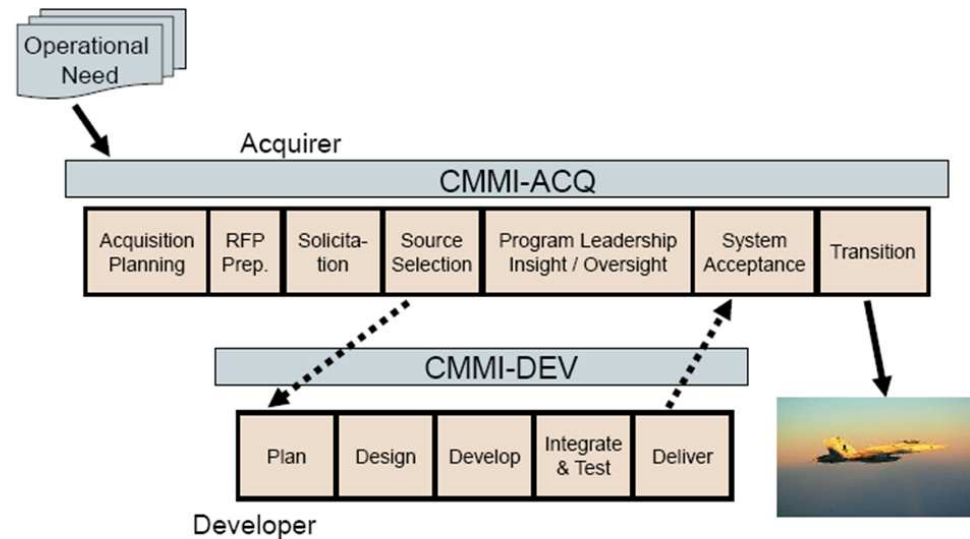 Operational
Need
Acquirer
CMMI-ACQ
Acquisition
Planning
RFP
Prep.
Solicita-
tion
Source
Selection
Program Leadership
Insight / Oversight
System
Acceptance
Transition
CMMI-DEV
Plan
Design
Develop
Integrate
& Test
Deliver
Developer